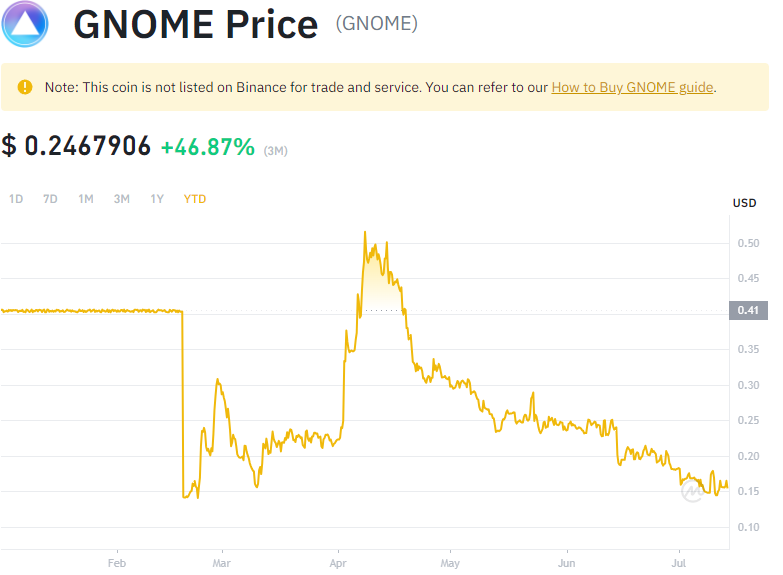 GNOME Price (GNOME)
Note: This coin is not listed on Binance for trade and service. You can refer to our How to Buy GNOME guide.
$ 0.2467906 +46.87% (3M)
1D 7D 1M 3M 1Y YTD
USD
0.50
0.45
0.41
0.35
0.30
0.25
0.20
0.15
0.10
Feb Mar Apr May Jun Jul